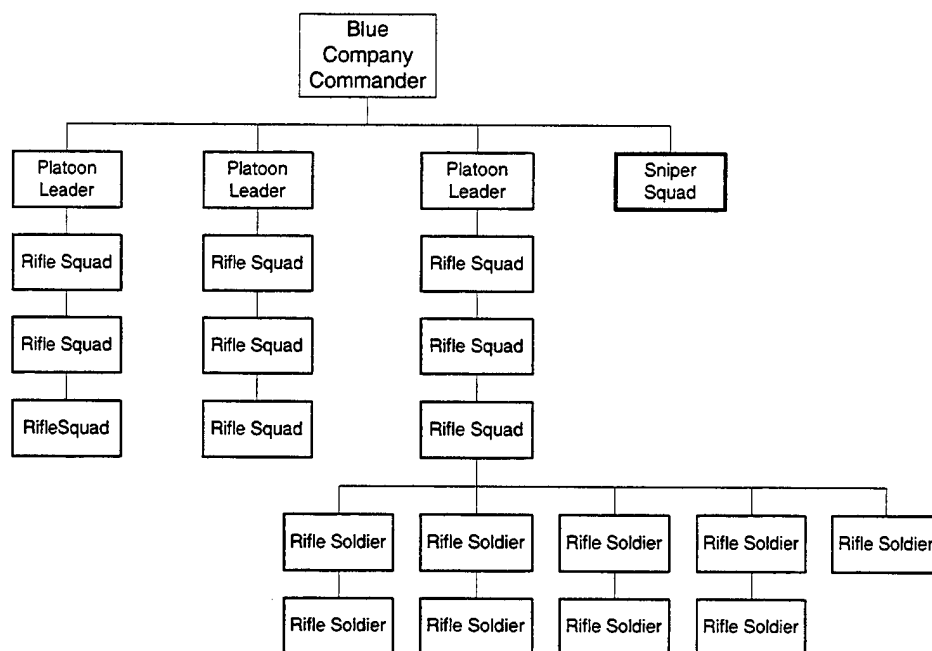 Blue
Company
Commander
Platoon
Leader
Platoon
Leader
Platoon
Leader
Sniper
Squad
Rifle Squad
Rifle Squad
Rifle Squad
Rifle Squad
Rifle Squad
Rifle Squad
RifleSquad
Rifle Squad
Rifle Squad
Rifle Soldier
Rifle Soldier
Rifle Soldier
Rifle Soldier
Rifle Soldier
Rifle Soldier
Rifle Soldier
Rifle Soldier
Rifle Soldier